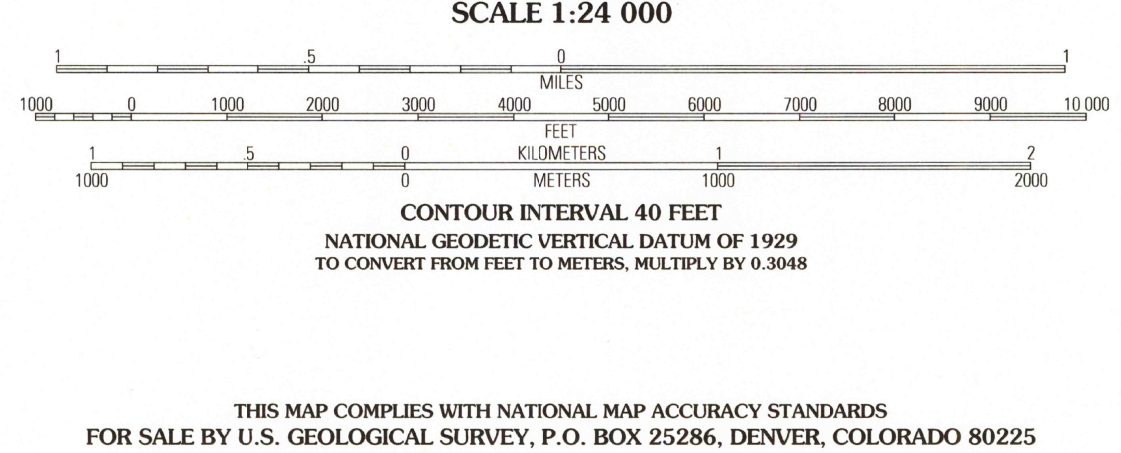 SCALE 1:24 000
1 .5 0 1
MILES
1000 0 1000 2000 3000 4000 5000 6000 7000 8000 9000 10 000
FEET
1 .5 0 KILOMETERS 1 2
1000 0 METERS 1000 2000
CONTOUR INTERVAL 40 FEET
NATIONAL GEODETIC VERTICAL DATUM OF 1929
TO CONVERT FROM FEET TO METERS, MULTIPLY BY 0.3048
THIS MAP COMPLIES WITH NATIONAL MAP ACCURACY STANDARDS
FOR SALE BY U.S. GEOLOGICAL SURVEY, P.O. BOX 25286, DENVER, COLORADO 80225